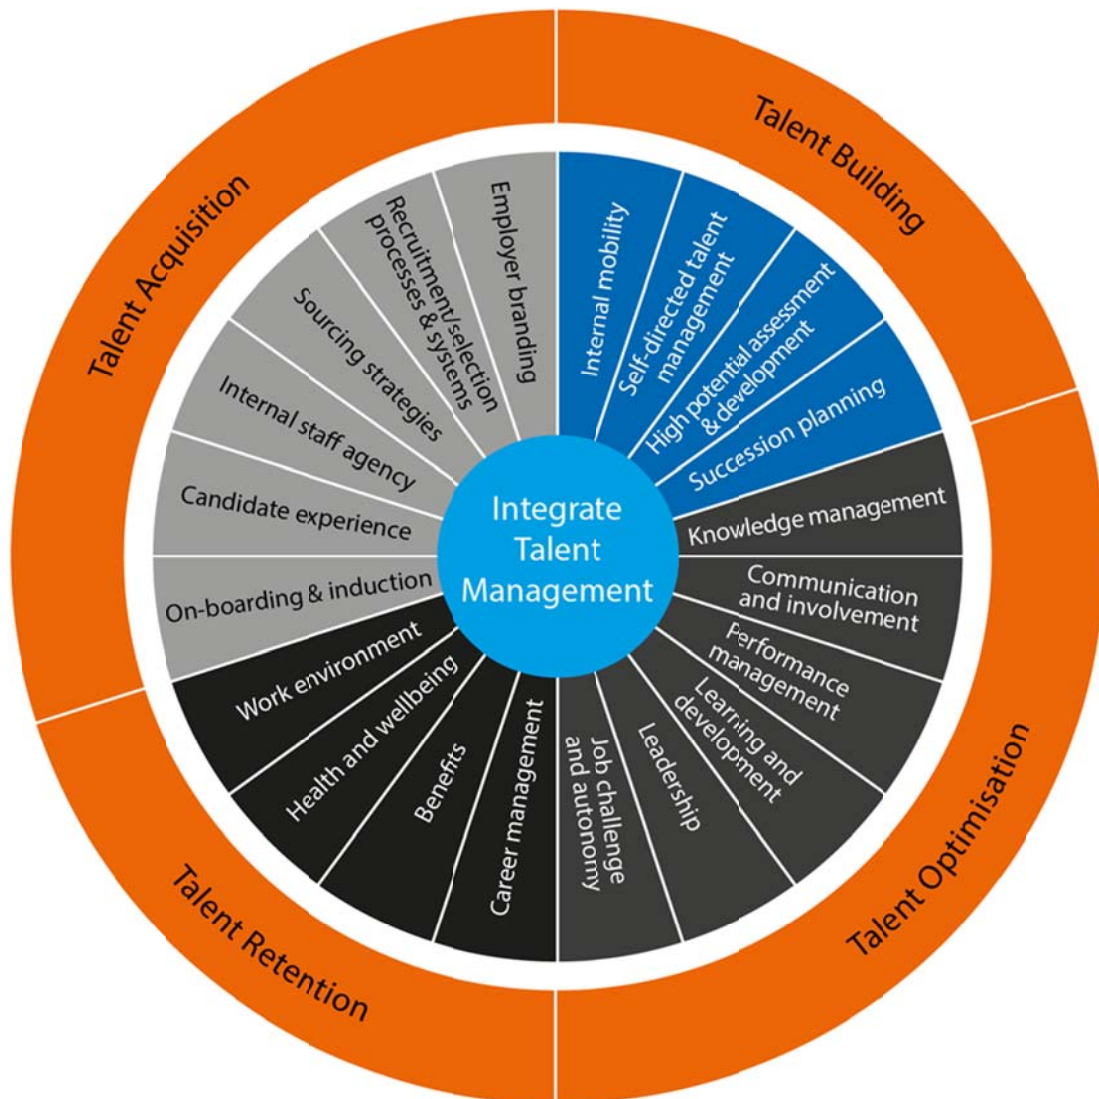 Talent Acquisition
Talent Building
Talent Optimisation
Talent Retention
Integrate
Talent
Management
Internal mobility
Self-directed talent
management
High potential assessment
& development
Succession planning
Knowledge management
Communication
and involvement
Performance
management
Learning and
development
Leadership
Job challenge
and autonomy
Career management
Benefits
Health and wellbeing
Work environment
On-boarding & induction
Candidate experience
Internal staff agency
Sourcing strategies
Recruitment/selection
processes & systems
Employer branding